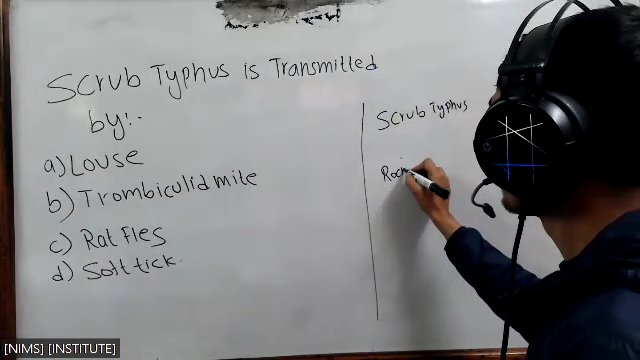 Scrub Typhus is Transmitted
by:-
a) Louse
b) Trombiculid mite
c) Rat Fles
d) Soft tick.
Scrub Typhus
[NIMS] [INSTITUTE]